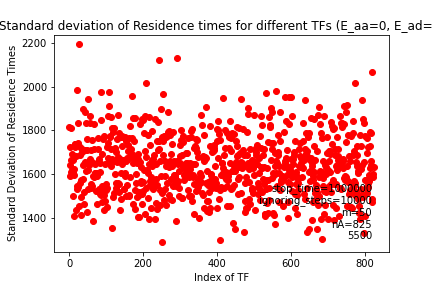 Standard deviation of Residence times for different TFs (E_aa=0, E_ad=
Standard Deviation of Residence Times
2200
2000
1800
1600
1400
stop_time=1000000
ignoring_steps=10000
m=50
nA=825
5500
0
200
400
600
800
Index of TF